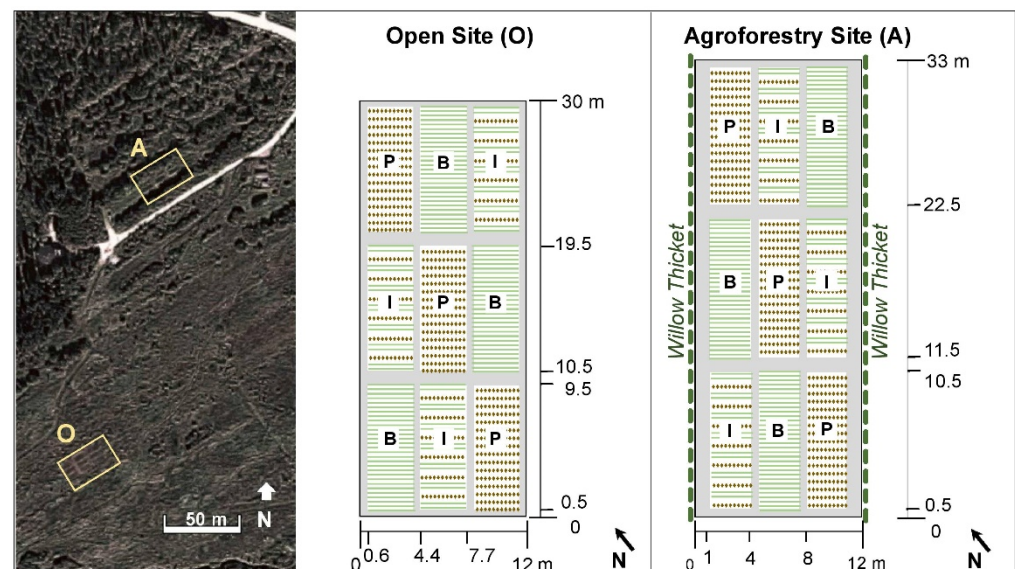 A
O
50 m
N
Open Site (O)
30 m
P
B
I
19.5
I
P
B
10.5
9.5
B
I
P
0.5
0
0
0.6
4.4
7.7
12 m
N
Agroforestry Site (A)
33 m
P
I
B
22.5
Willow Thicket
B
P
I
Willow Thicket
11.5
10.5
I
B
P
0.5
0
0
1
4
8
12 m
N